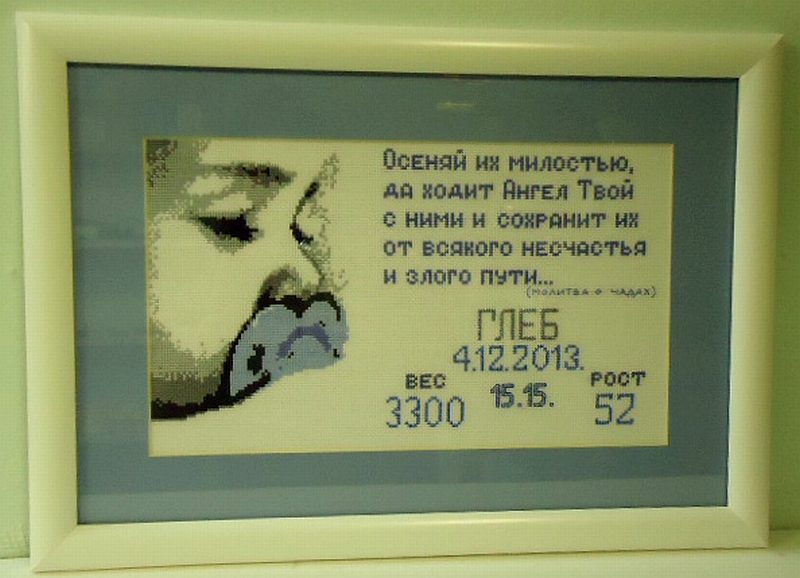 Осеняй их милостью,
да ходит Ангел Твой
с ними и сохранит их
от всякого несчастья
и злого пути...
(молитва о чадах)
ГЛЕБ
4.12.2013.
ВЕС 15.15. РОСТ
3300 52